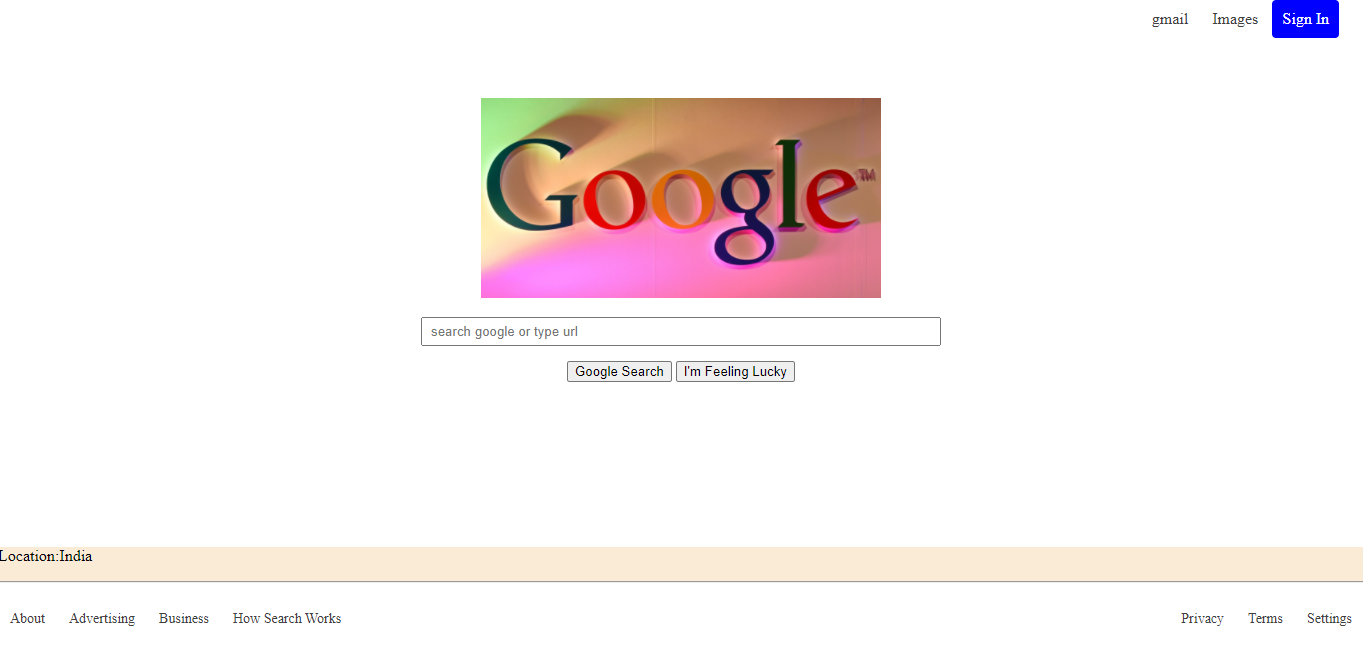 gmail Images Sign In
Google™
search google or type url
Google Search I'm Feeling Lucky
Location:India
About Advertising Business How Search Works Privacy Terms Settings